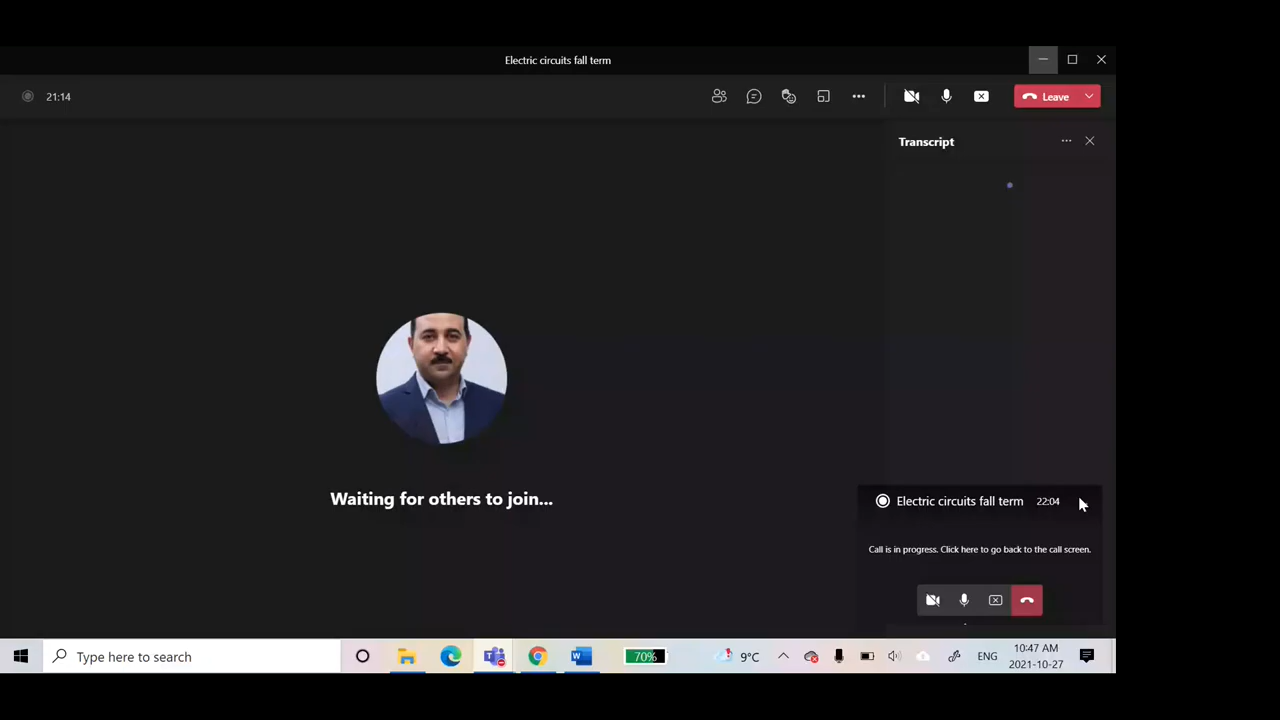 Electric circuits fall term
21:14
Leave
Transcript
Waiting for others to join...
Electric circuits fall term 22:04
Call is in progress. Click here to go back to the call screen.
Type here to search
W
70%
9°C
ENG
10:47 AM
2021-10-27